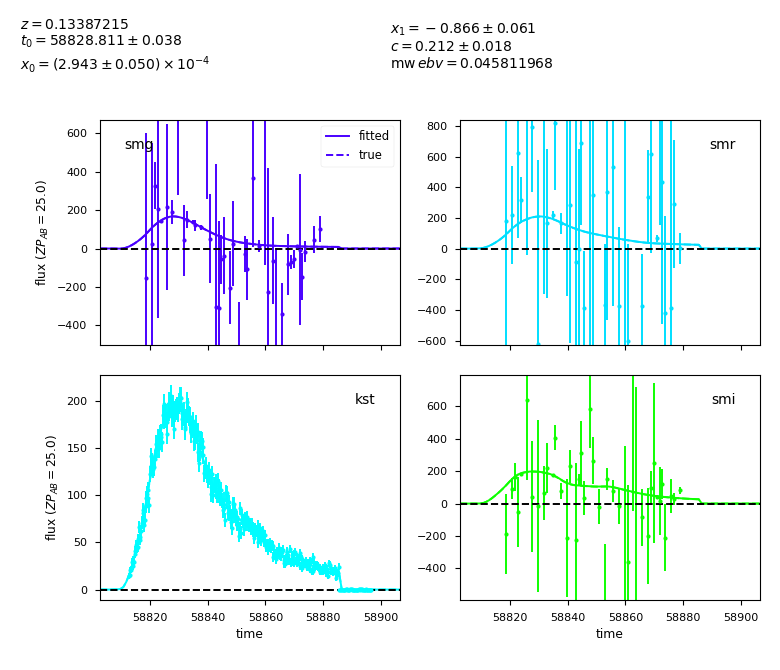 z = 0.13387215
t₀ = 58828.811 ± 0.038
x₀ = (2.943 ± 0.050) × 10⁻⁴
x₁ = −0.866 ± 0.061
c = 0.212 ± 0.018
mw ebv = 0.045811968
smg
fitted
true
600
400
200
0
−200
−400
flux (ZP_AB = 25.0)
smr
800
600
400
200
0
−200
−400
−600
kst
200
150
100
50
0
flux (ZP_AB = 25.0)
58820 58840 58860 58880 58900
time
smi
600
400
200
0
−200
−400
58820 58840 58860 58880 58900
time